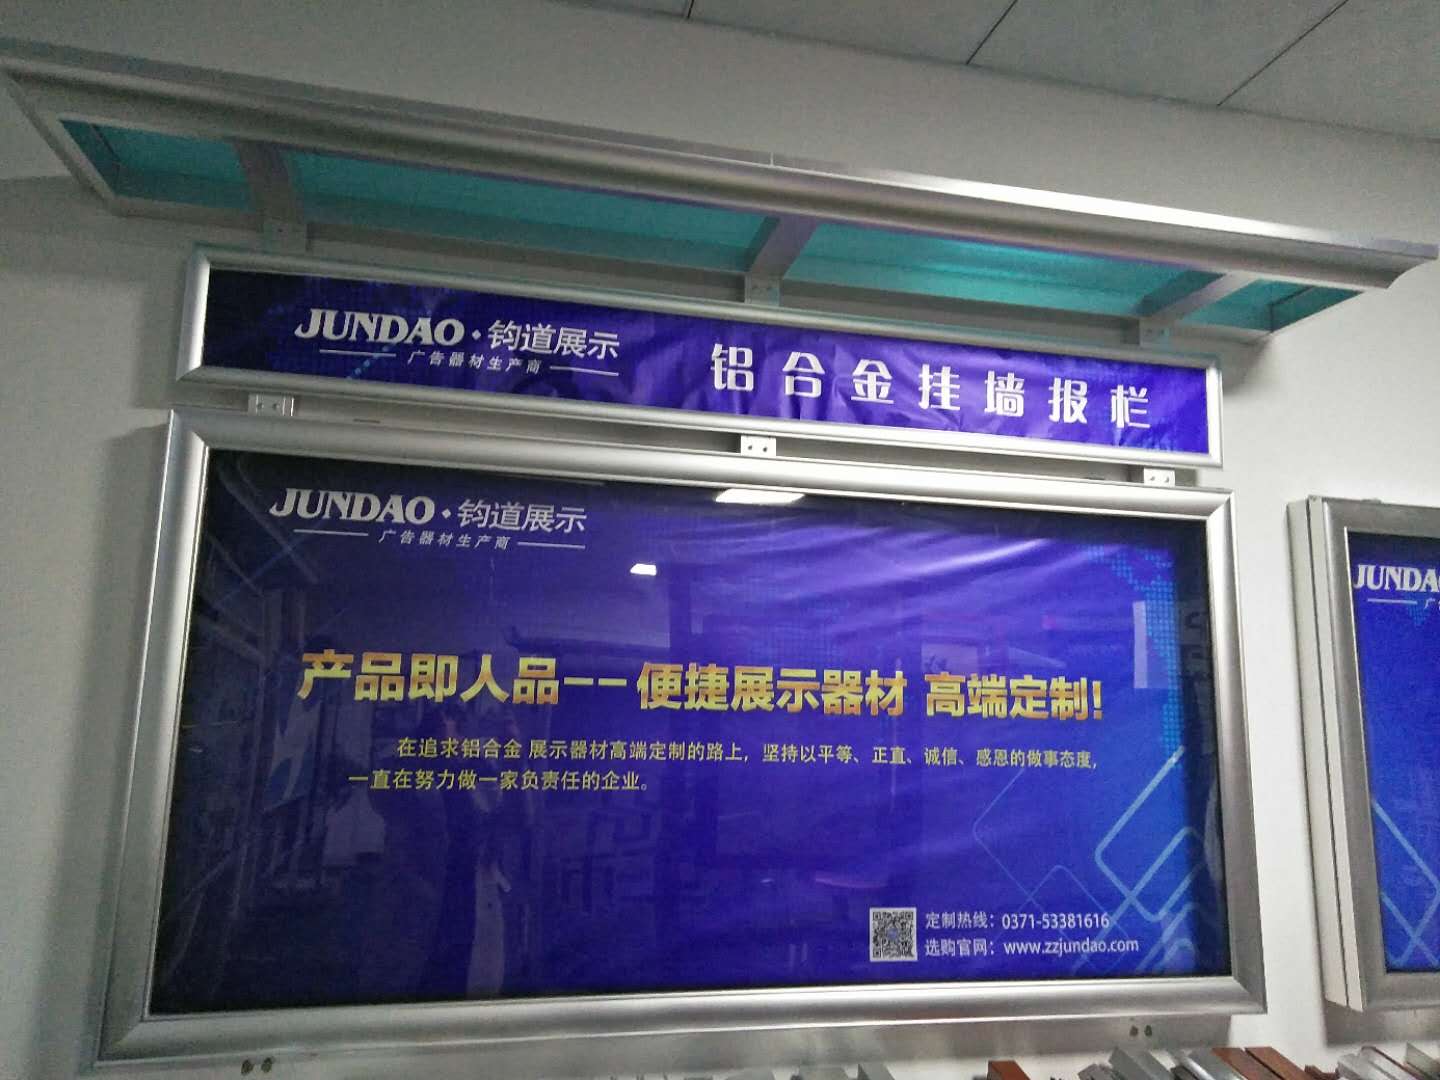 JUNDAO·钧道展示
广告器材生产商
铝合金挂墙报栏
JUNDAO·钧道展示
广告器材生产商
产品即人品——便捷展示器材 高端定制!
在追求铝合金 展示器材高端定制的路上，坚持以平等、正直、诚信、感恩的做事态度，
一直在努力做一家负责任的企业。
定制热线：0371-53381616
选购官网：www.zzjundao.com
JUNDA
广